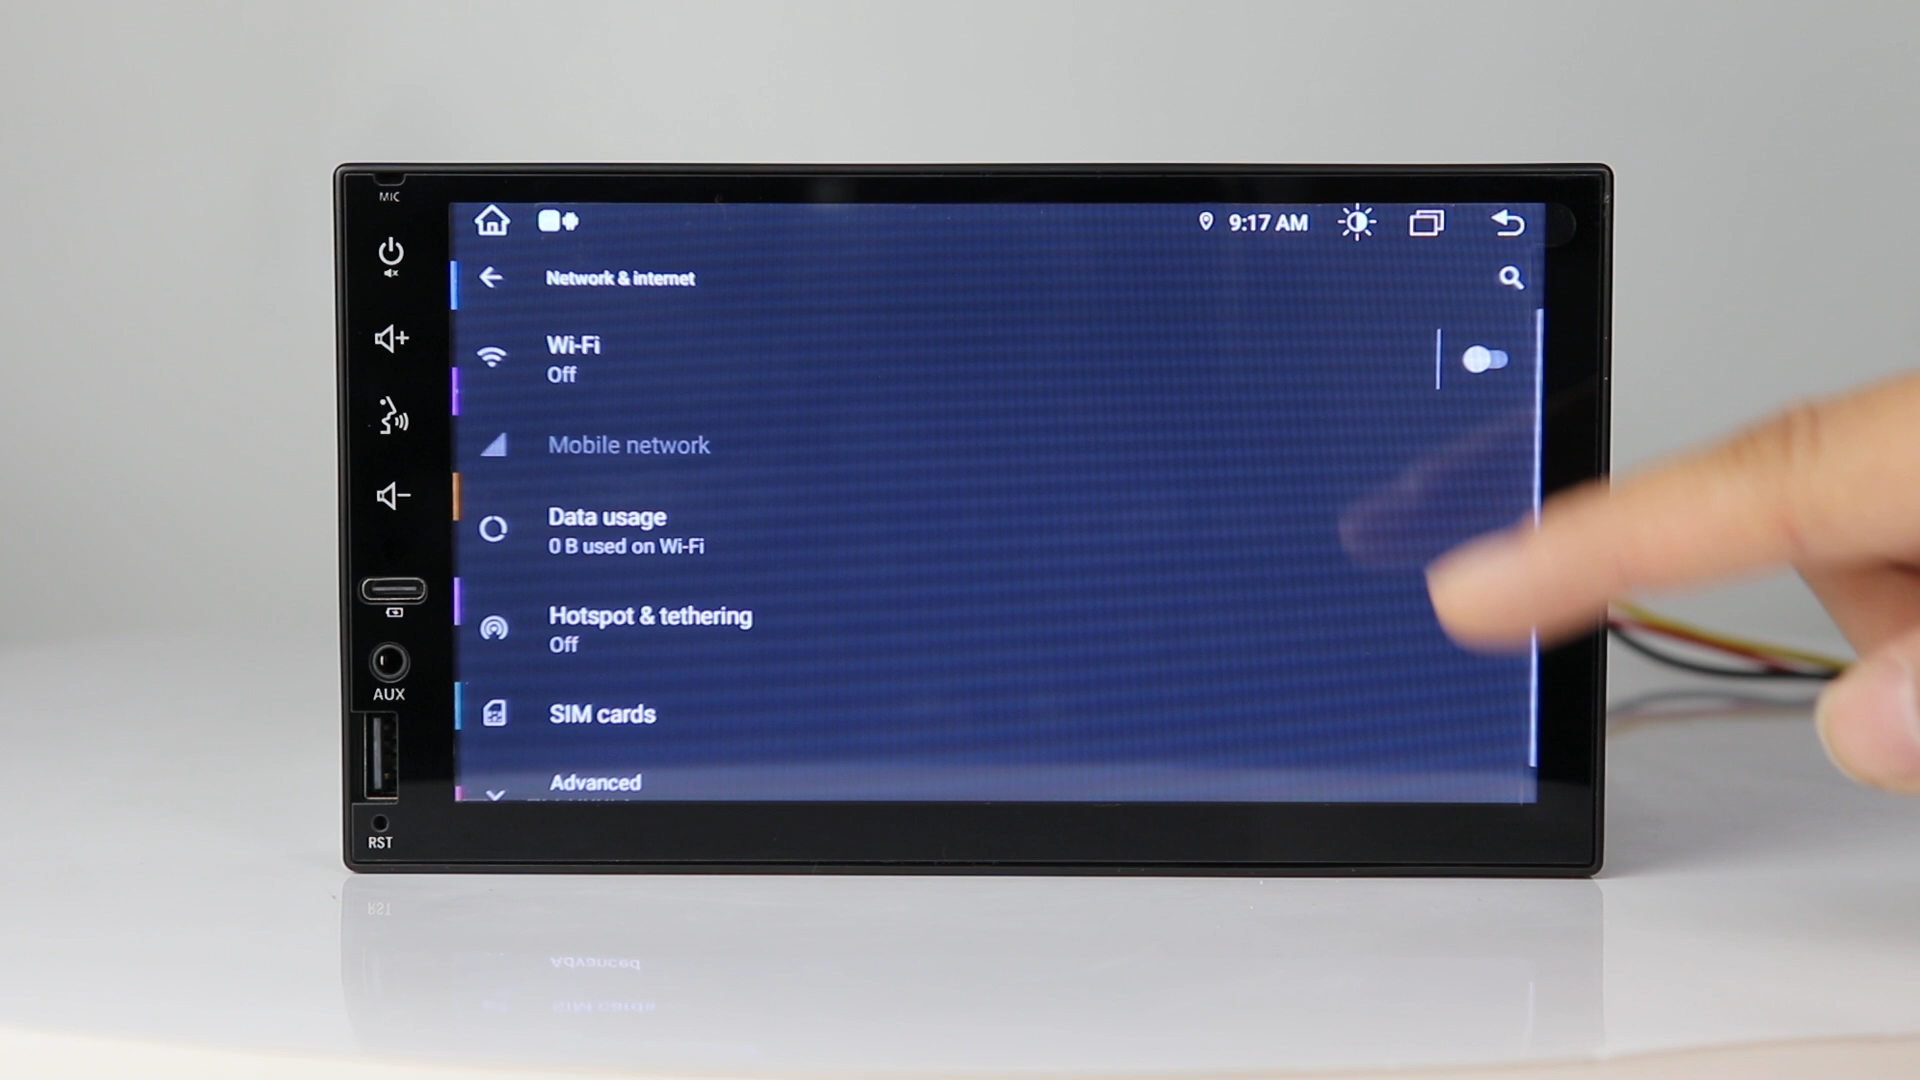 MIC
9:17 AM
Network & internet
Wi-Fi
Off
Mobile network
Data usage
0 B used on Wi-Fi
Hotspot & tethering
Off
SIM cards
Advanced
AUX
RST